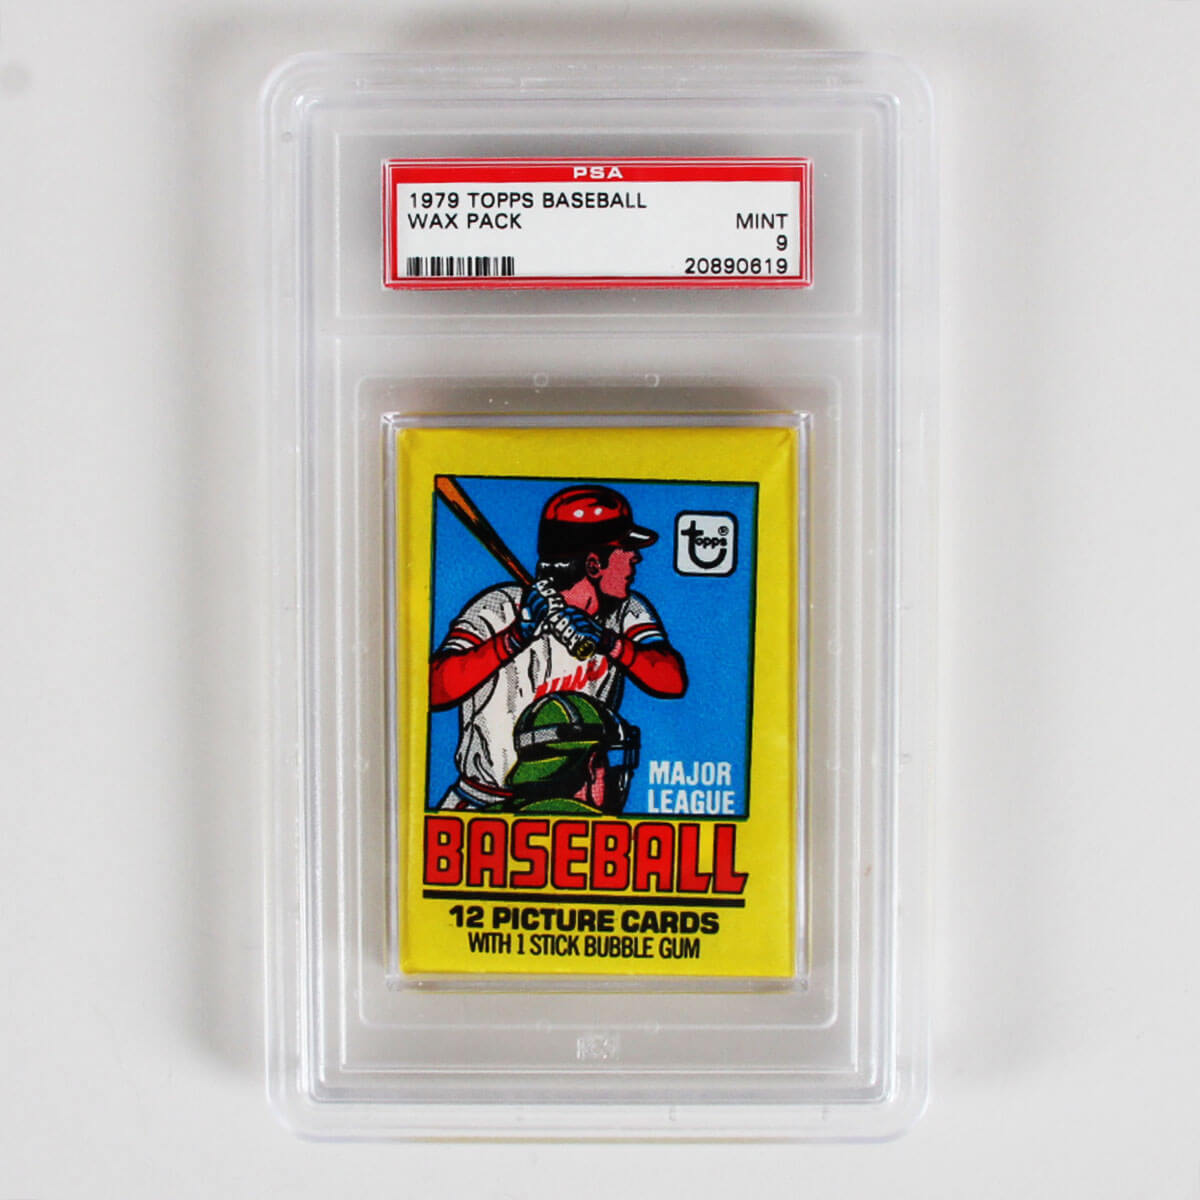 PSA
1979 TOPPS BASEBALL
WAX PACK
MINT
9
20890619
topps®
MAJOR
LEAGUE
BASEBALL
12 PICTURE CARDS
WITH 1 STICK BUBBLE GUM